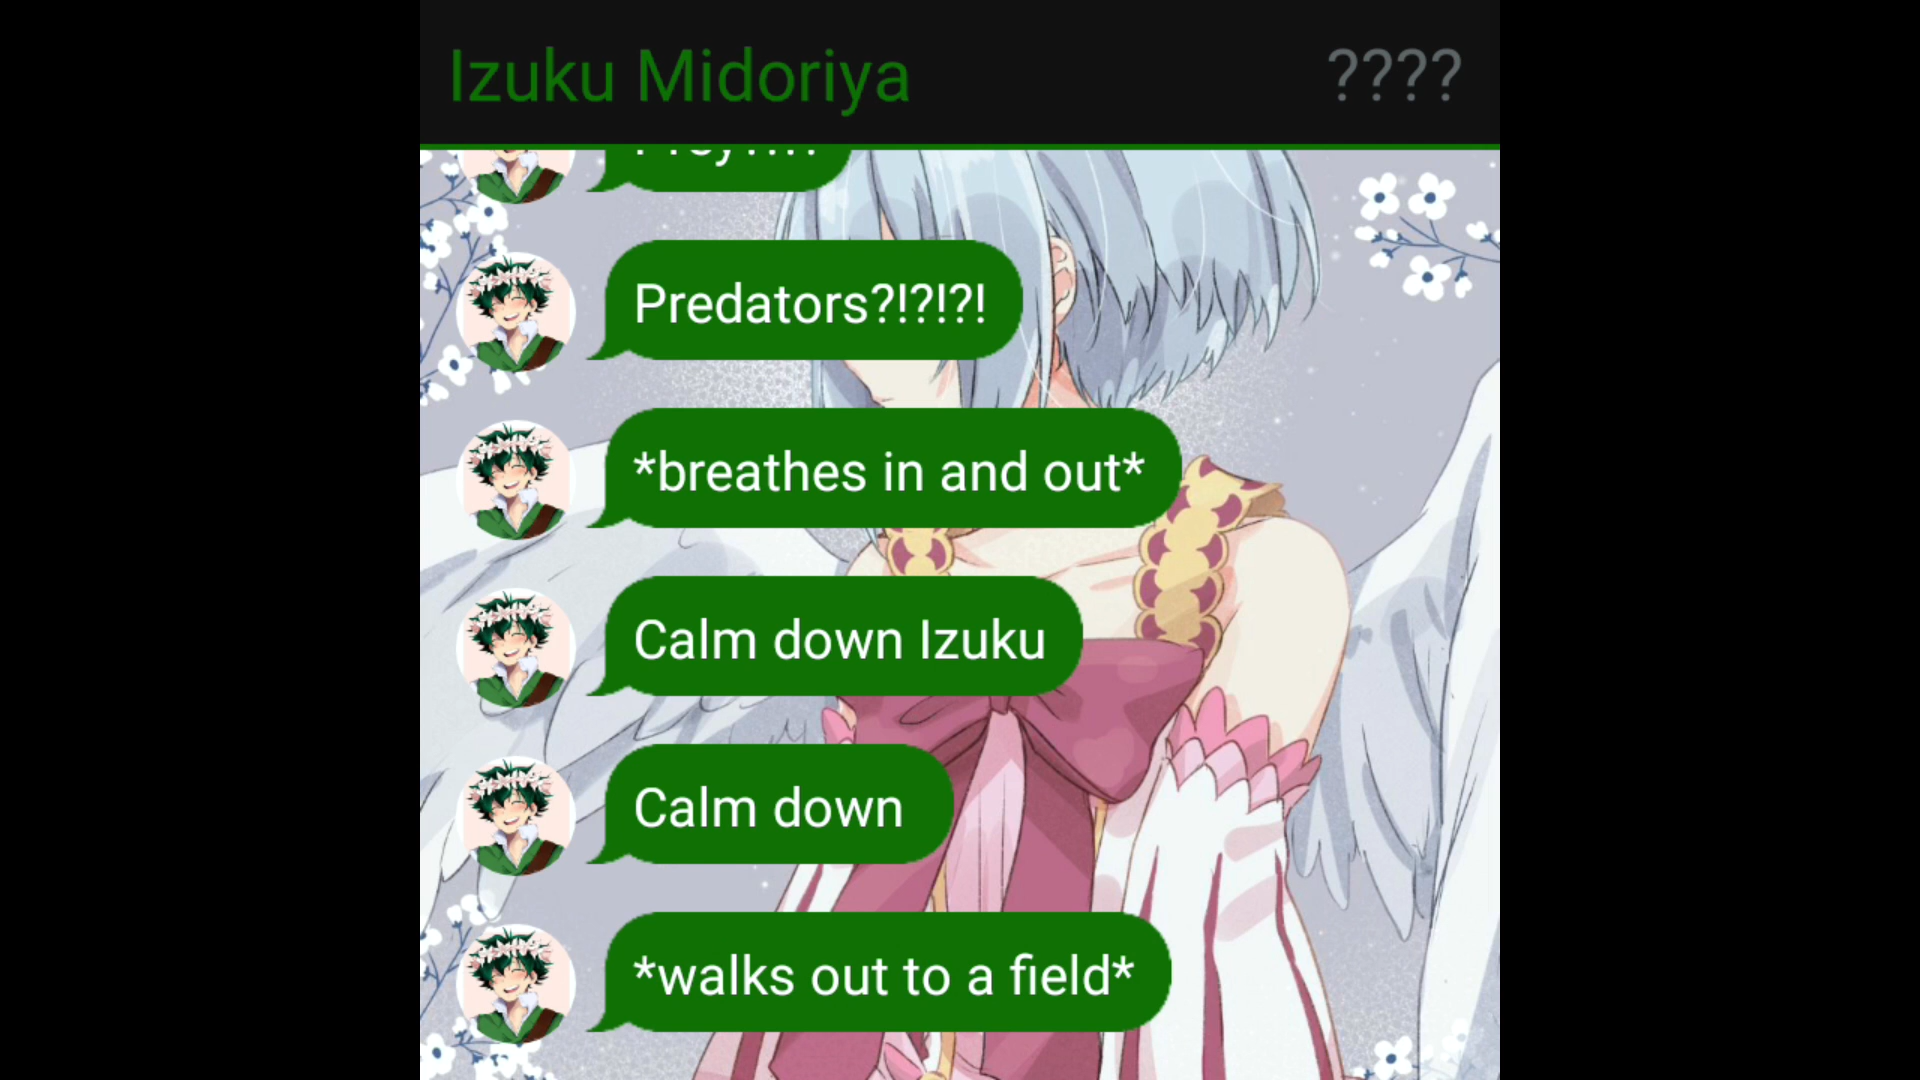 Izuku Midoriya
????
Predators?!?!?!
*breathes in and out*
Calm down Izuku
Calm down
*walks out to a field*